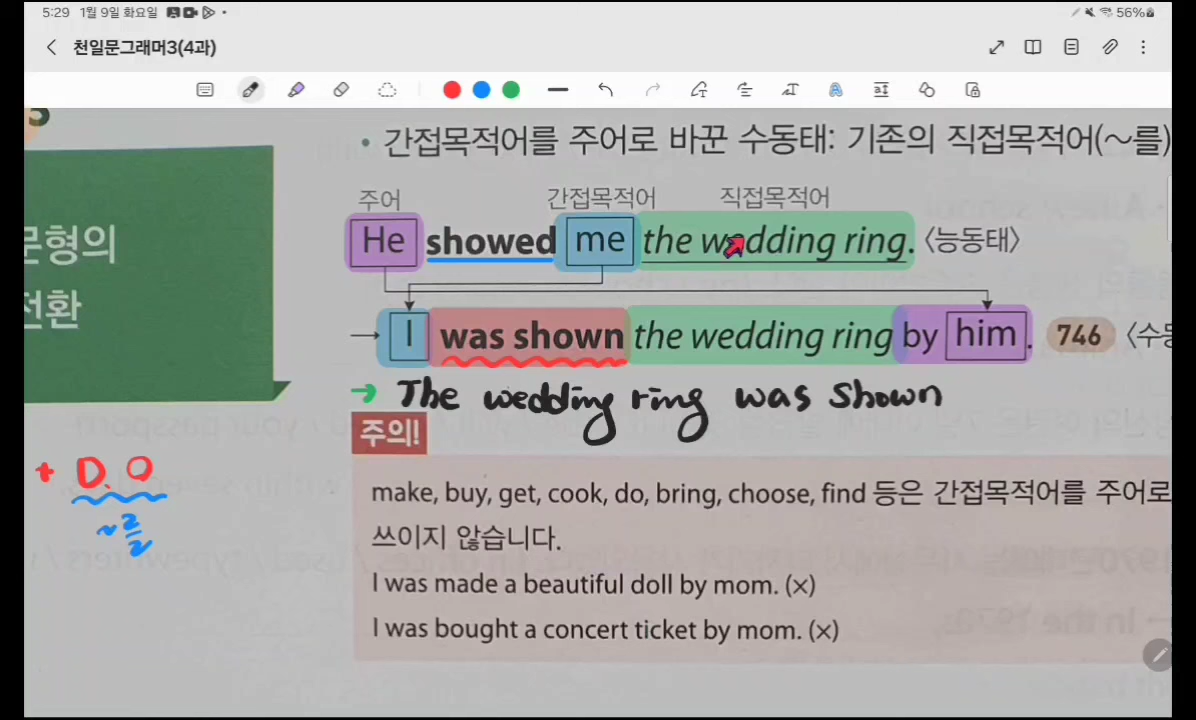 5:29 1월 9일 화요일
56%
천일문그래머3(4과)
문형의
전환
• 간접목적어를 주어로 바꾼 수동태: 기존의 직접목적어(~를)
주어 간접목적어 직접목적어
He showed me the wedding ring. <능동태>
→ I was shown the wedding ring by him. 746 <수동
→ The wedding ring was shown
주의!
+ D.O
~를
make, buy, get, cook, do, bring, choose, find 등은 간접목적어를 주어로
쓰이지 않습니다.
I was made a beautiful doll by mom. (×)
I was bought a concert ticket by mom. (×)